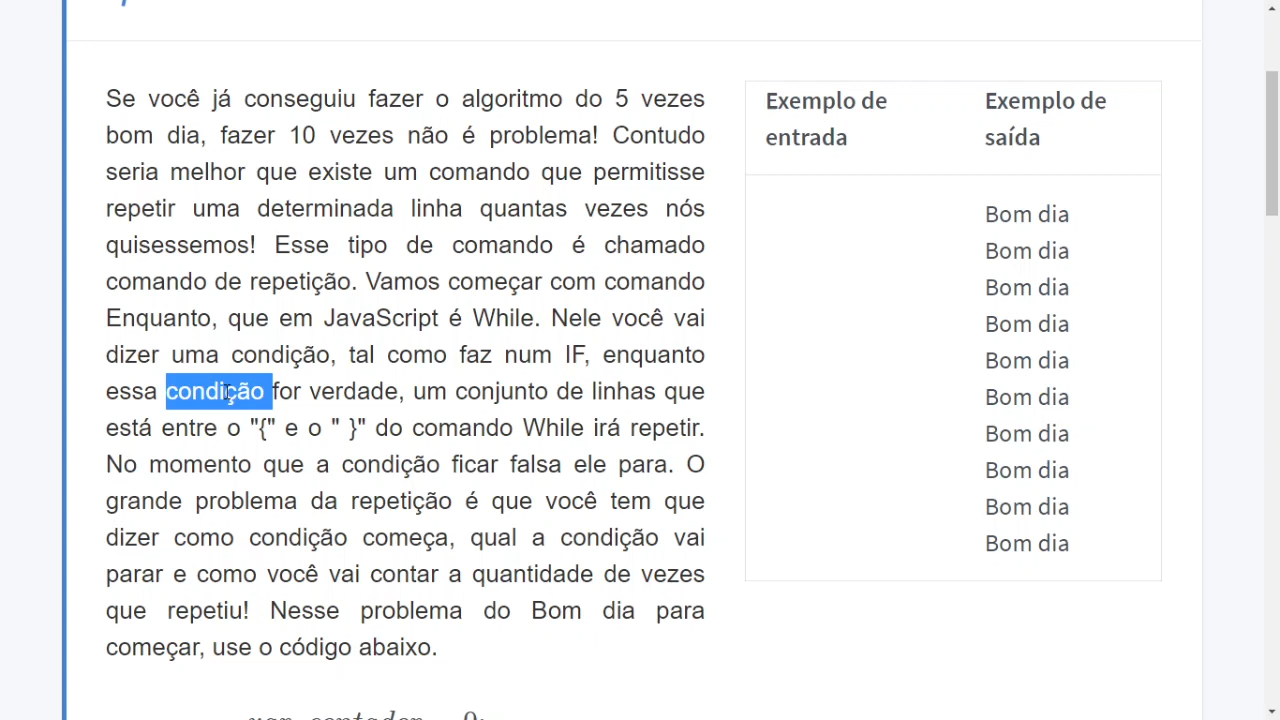 Se você já conseguiu fazer o algoritmo do 5 vezes
bom dia, fazer 10 vezes não é problema! Contudo
seria melhor que existe um comando que permitisse
repetir uma determinada linha quantas vezes nós
quisessemos! Esse tipo de comando é chamado
comando de repetição. Vamos começar com comando
Enquanto, que em JavaScript é While. Nele você vai
dizer uma condição, tal como faz num IF, enquanto
essa condição for verdade, um conjunto de linhas que
está entre o "{" e o " }" do comando While irá repetir.
No momento que a condição ficar falsa ele para. O
grande problema da repetição é que você tem que
dizer como condição começa, qual a condição vai
parar e como você vai contar a quantidade de vezes
que repetiu! Nesse problema do Bom dia para
começar, use o código abaixo.
var contador = 0;
Exemplo de
entrada
Exemplo de
saída
Bom dia
Bom dia
Bom dia
Bom dia
Bom dia
Bom dia
Bom dia
Bom dia
Bom dia
Bom dia